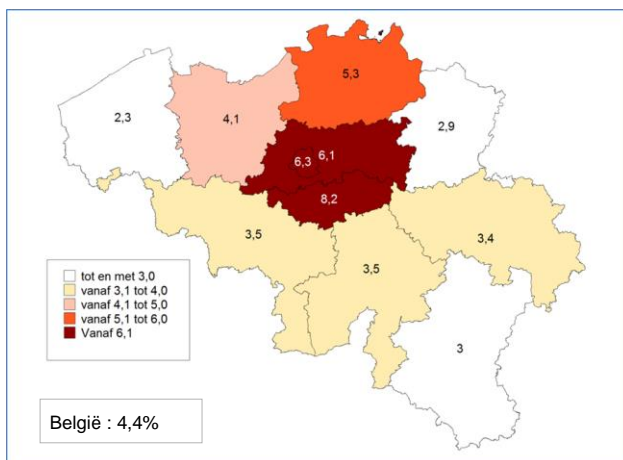 5,3
2,3
4,1
2,9
6,3
6,1
8,2
3,5
3,4
3,5
3
tot en met 3,0
vanaf 3,1 tot 4,0
vanaf 4,1 tot 5,0
vanaf 5,1 tot 6,0
Vanaf 6,1
België : 4,4%